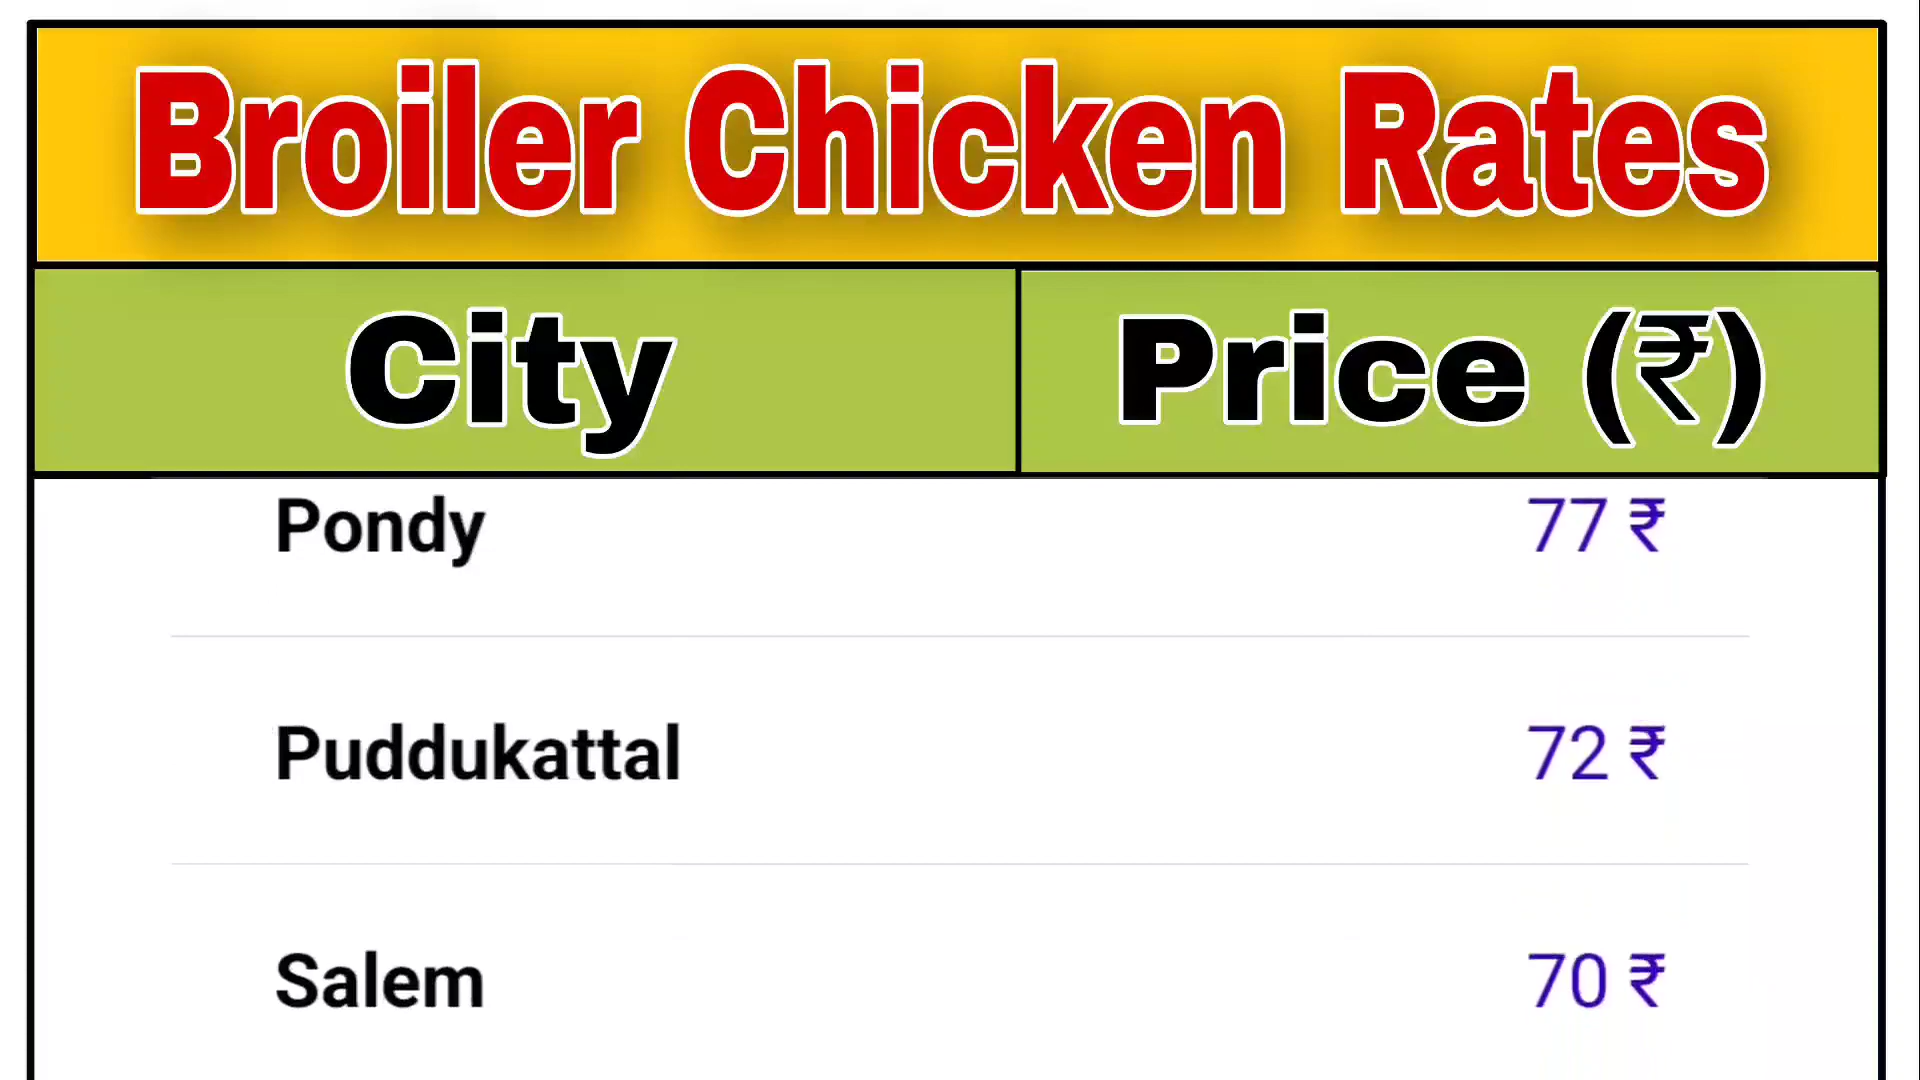 Broiler Chicken Rates
City Price (₹)
Pondy 77 ₹
Puddukattal 72 ₹
Salem 70 ₹